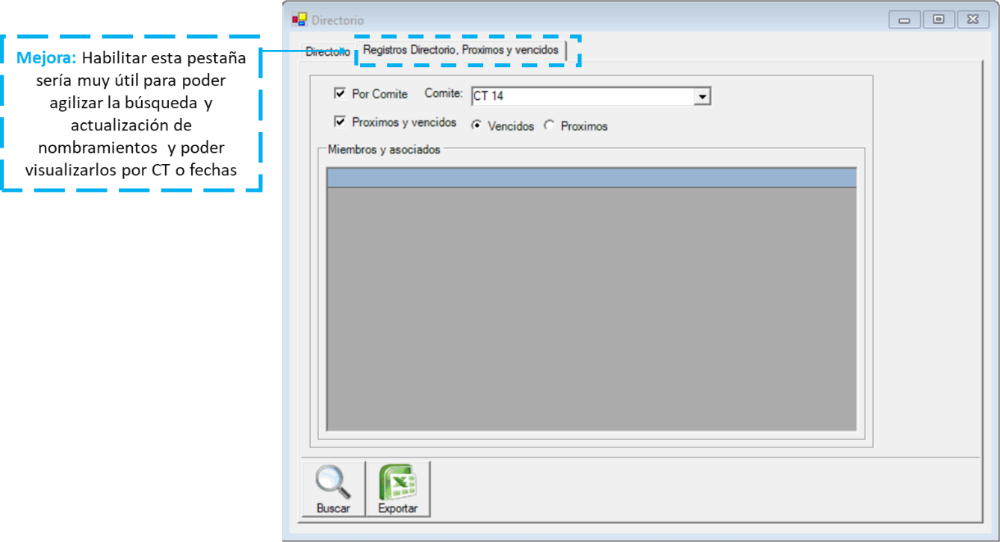 Directorio
Mejora: Habilitar esta pestaña
sería muy útil para poder
agilizar la búsqueda y
actualización de
nombramientos y poder
visualizarlos por CT o fechas
Directorio Registros Directorio, Proximos y vencidos
Por Comite Comite: CT 14
Proximos y vencidos Vencidos Proximos
Miembros y asociados
Buscar Exportar